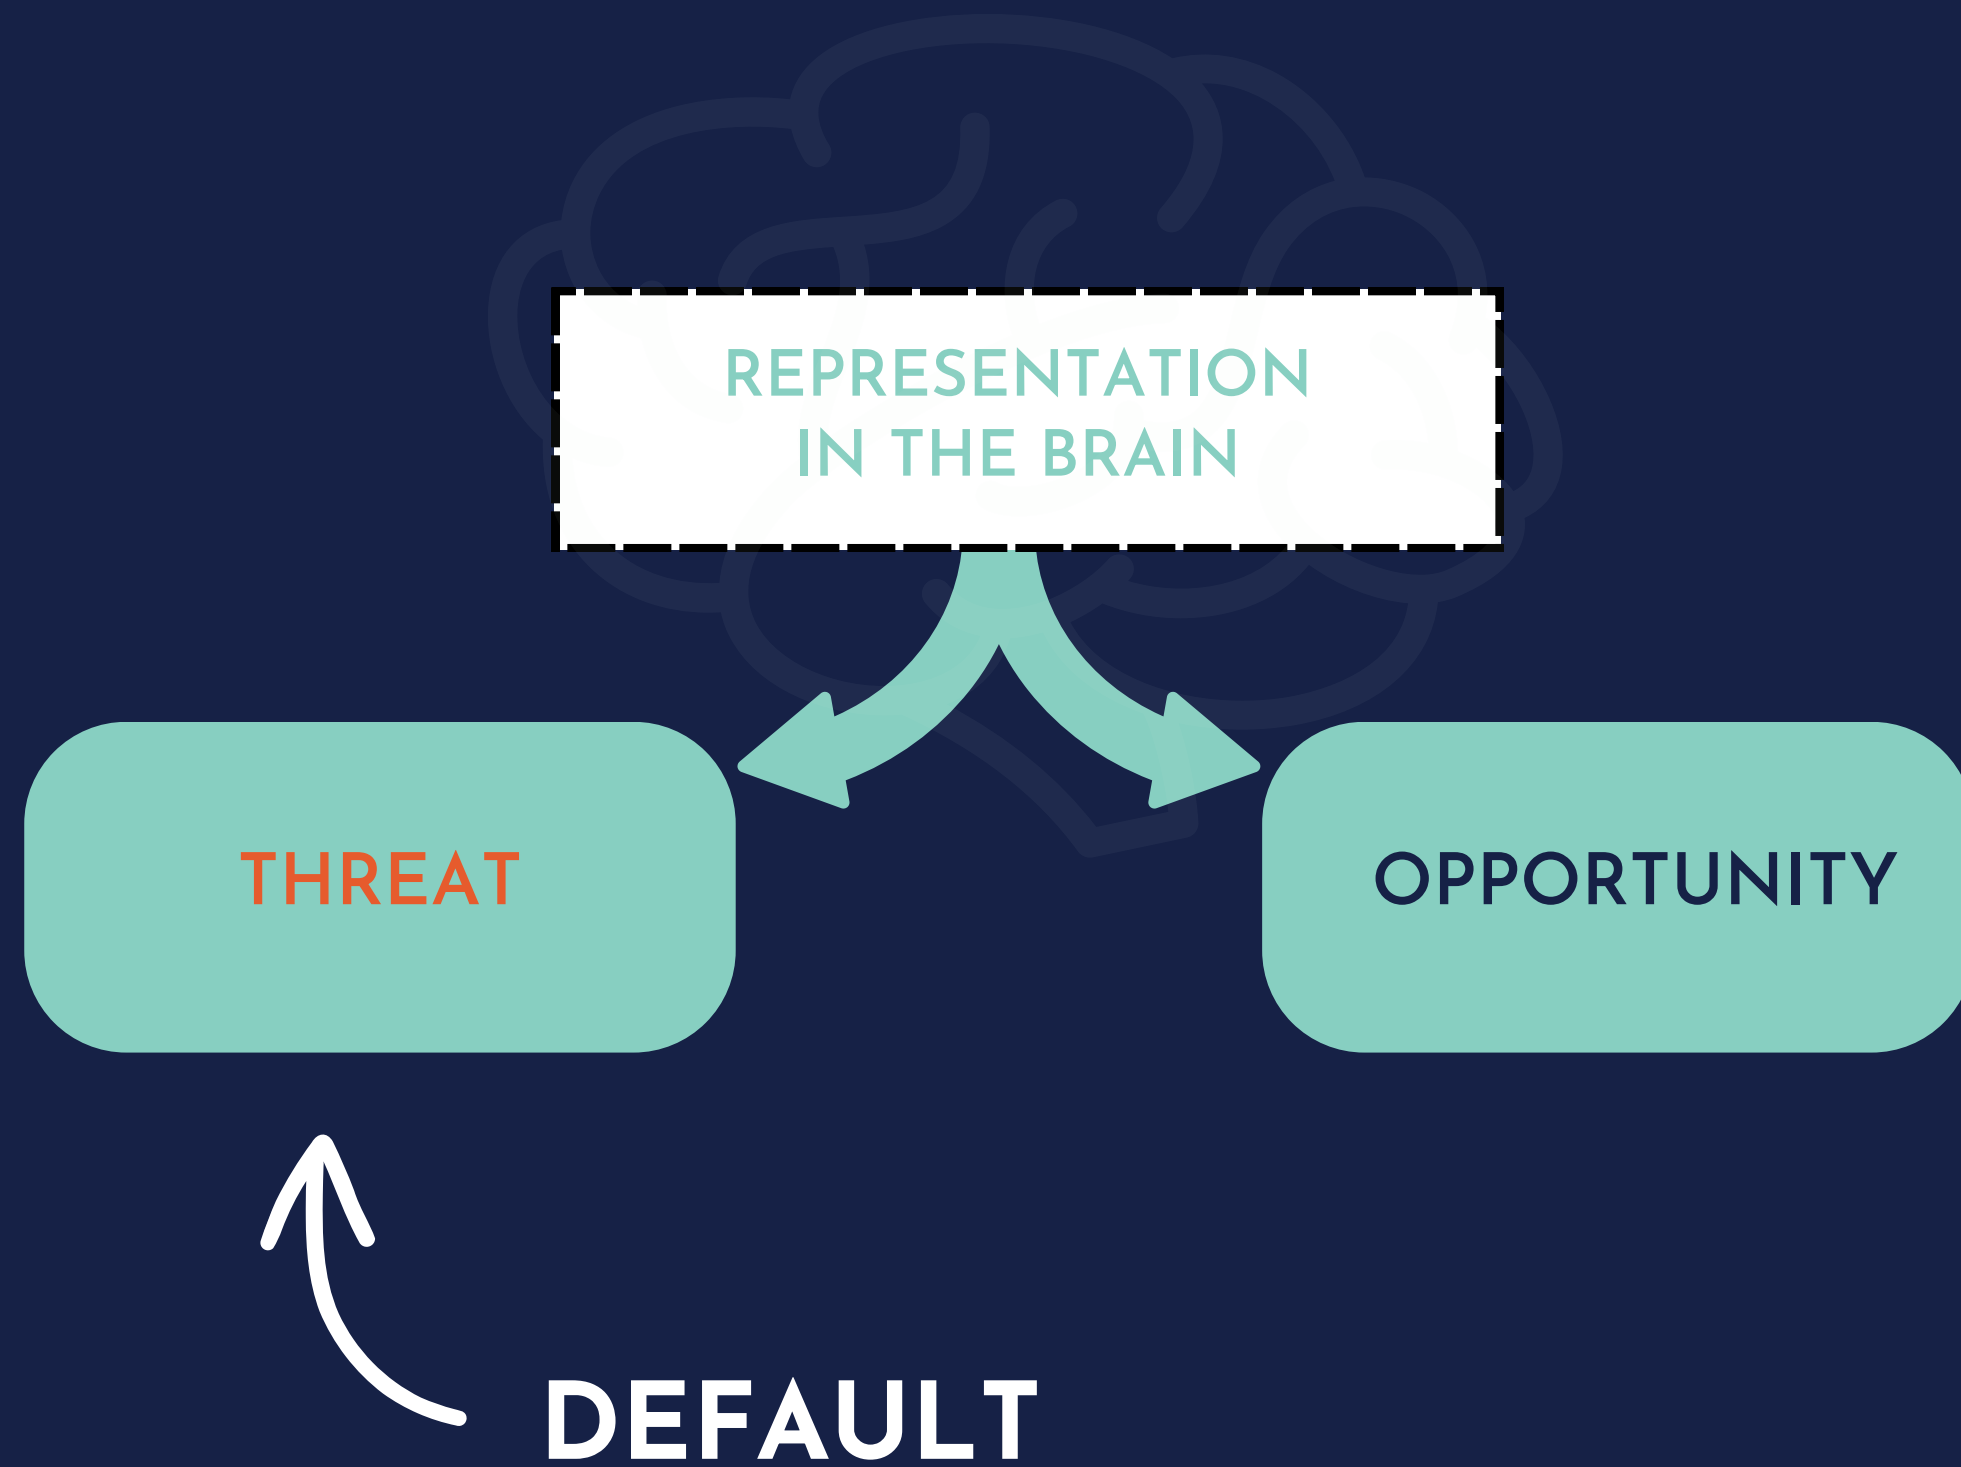 REPRESENTATION
IN THE BRAIN
THREAT
OPPORTUNITY
DEFAULT